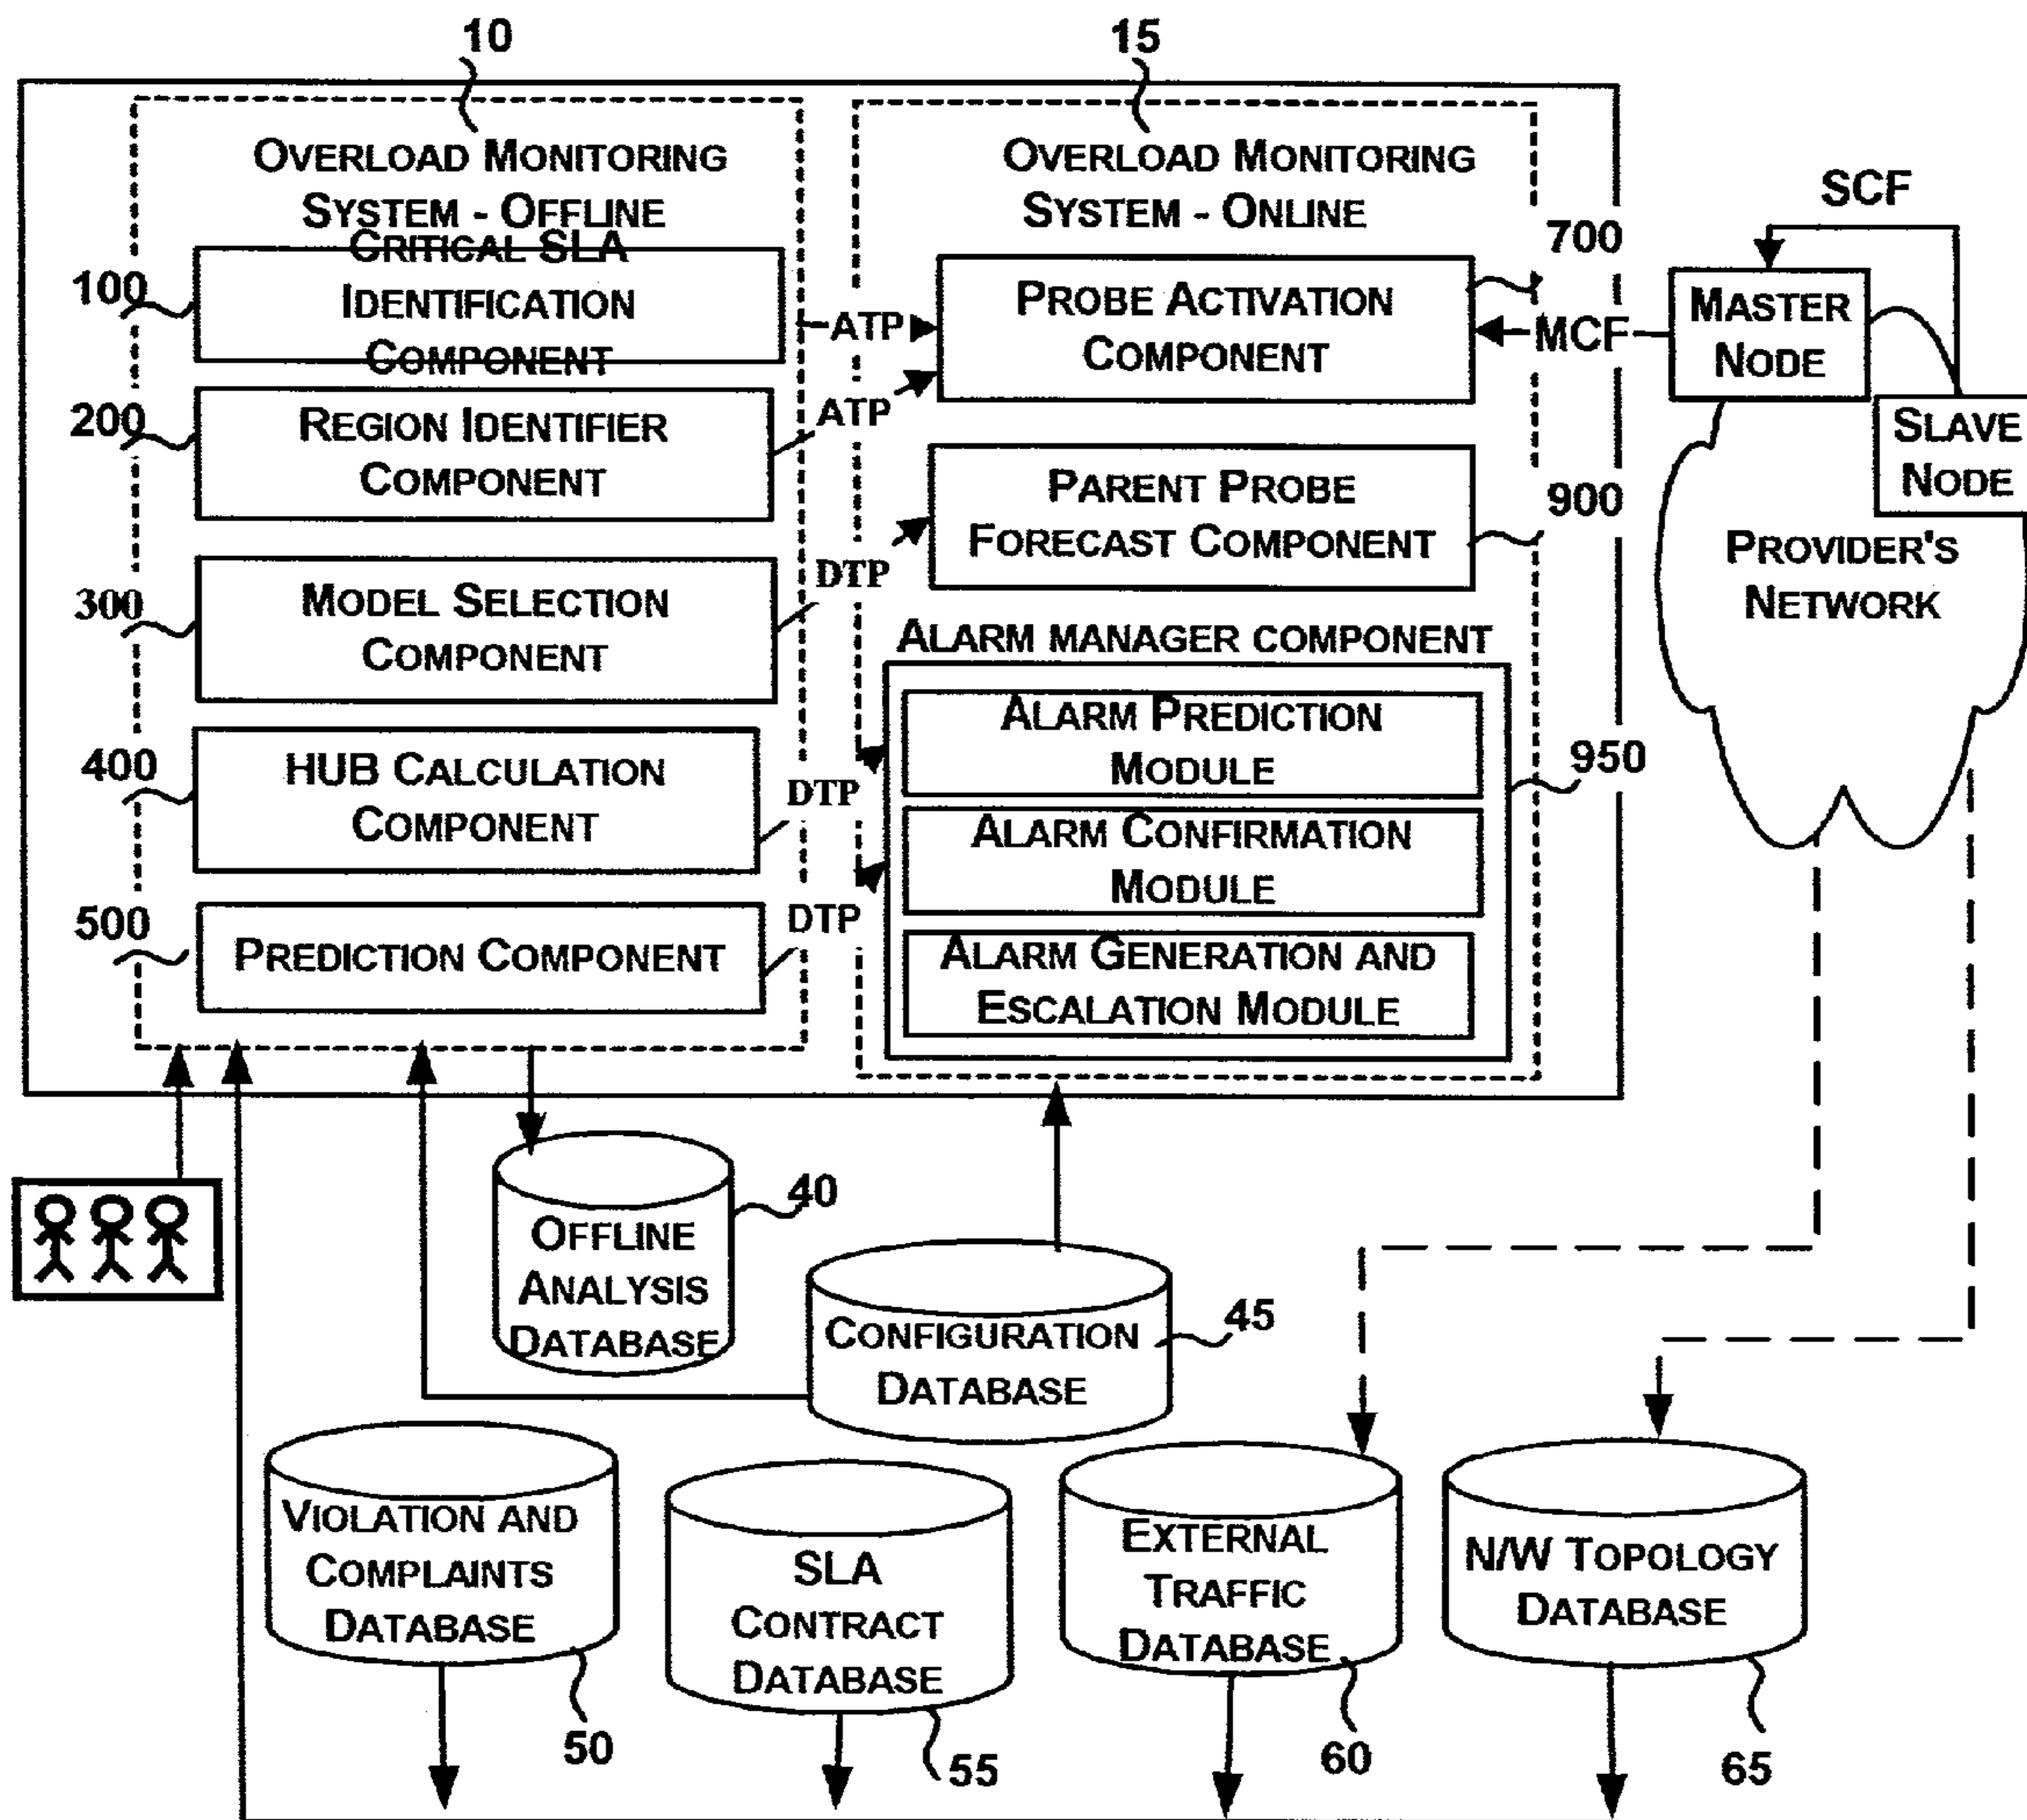 10
15
OVERLOAD MONITORING
SYSTEM - OFFLINE
OVERLOAD MONITORING
SYSTEM - ONLINE
SCF
100
CRITICAL SLA
IDENTIFICATION
COMPONENT
ATP
PROBE ACTIVATION
COMPONENT
700
MCF
MASTER
NODE
SLAVE
NODE
200
REGION IDENTIFIER
COMPONENT
ATP
PARENT PROBE
FORECAST COMPONENT
900
PROVIDER'S
NETWORK
300
MODEL SELECTION
COMPONENT
DTP
ALARM MANAGER COMPONENT
ALARM PREDICTION
MODULE
950
400
HUB CALCULATION
COMPONENT
DTP
ALARM CONFIRMATION
MODULE
500
PREDICTION COMPONENT
DTP
ALARM GENERATION AND
ESCALATION MODULE
OFFLINE
ANALYSIS
DATABASE
40
CONFIGURATION
DATABASE
45
VIOLATION AND
COMPLAINTS
DATABASE
50
SLA
CONTRACT
DATABASE
55
EXTERNAL
TRAFFIC
DATABASE
60
N/W TOPOLOGY
DATABASE
65